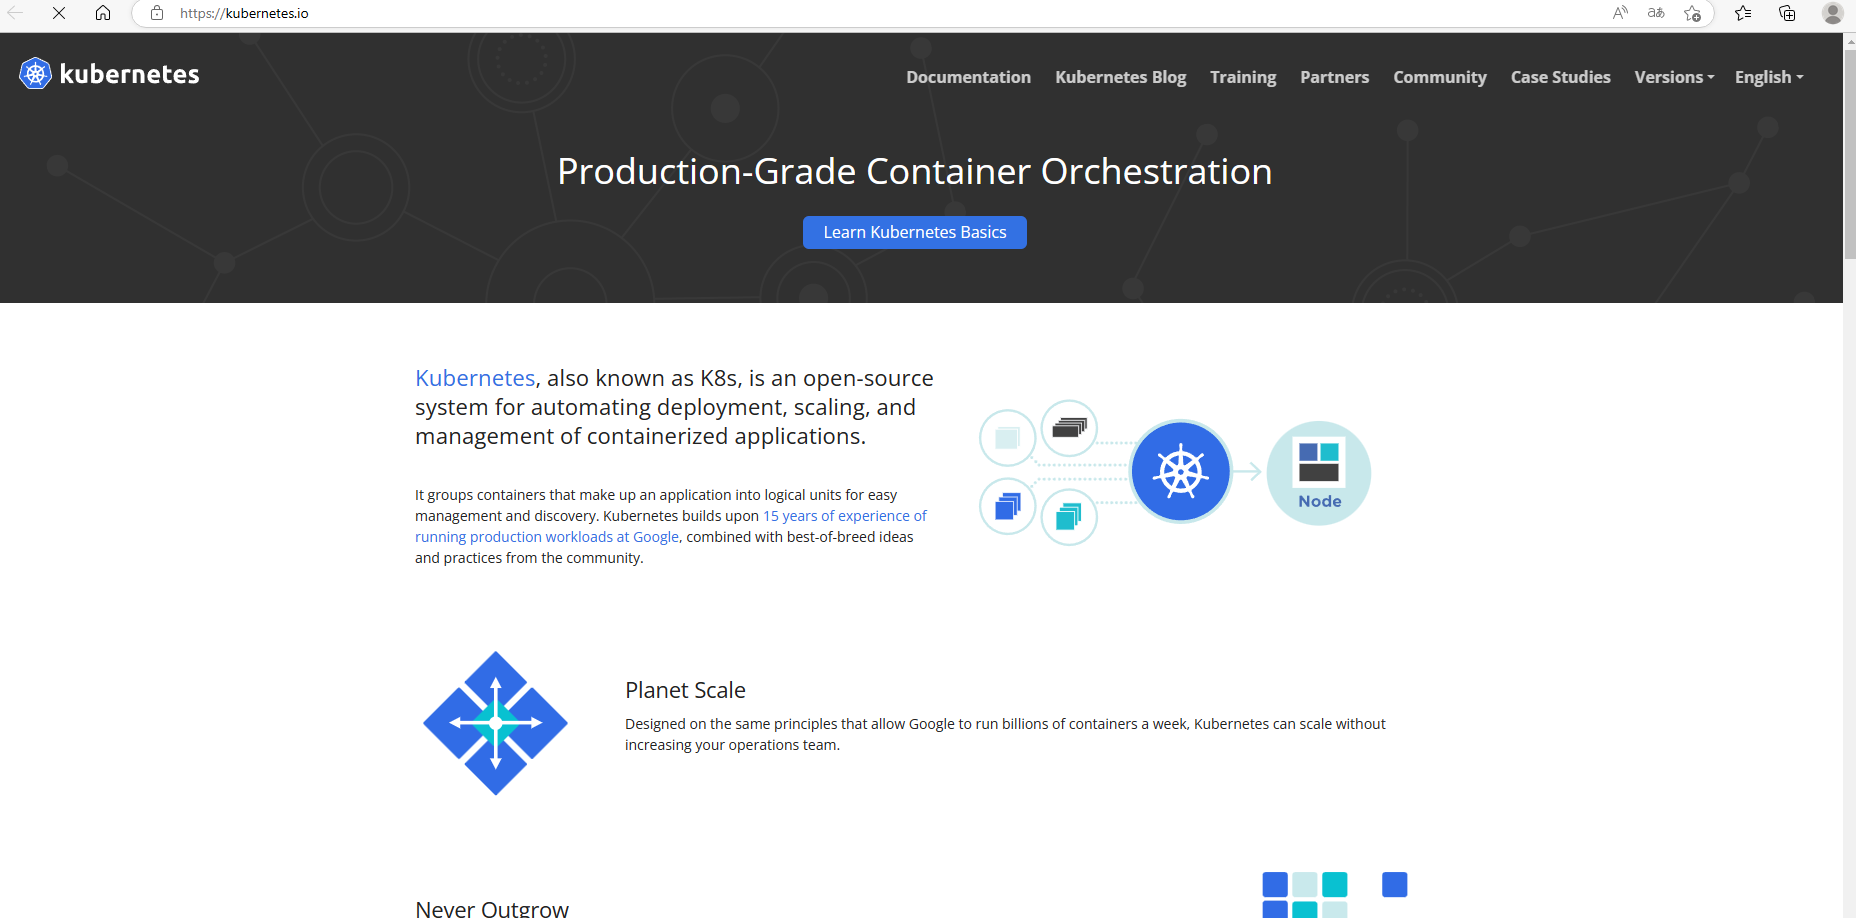 https://kubernetes.io
kubernetes
Documentation Kubernetes Blog Training Partners Community Case Studies Versions English
Production-Grade Container Orchestration
Learn Kubernetes Basics
Kubernetes, also known as K8s, is an open-source
system for automating deployment, scaling, and
management of containerized applications.
It groups containers that make up an application into logical units for easy
management and discovery. Kubernetes builds upon 15 years of experience of
running production workloads at Google, combined with best-of-breed ideas
and practices from the community.
Node
Planet Scale
Designed on the same principles that allow Google to run billions of containers a week, Kubernetes can scale without
increasing your operations team.
Never Outgrow